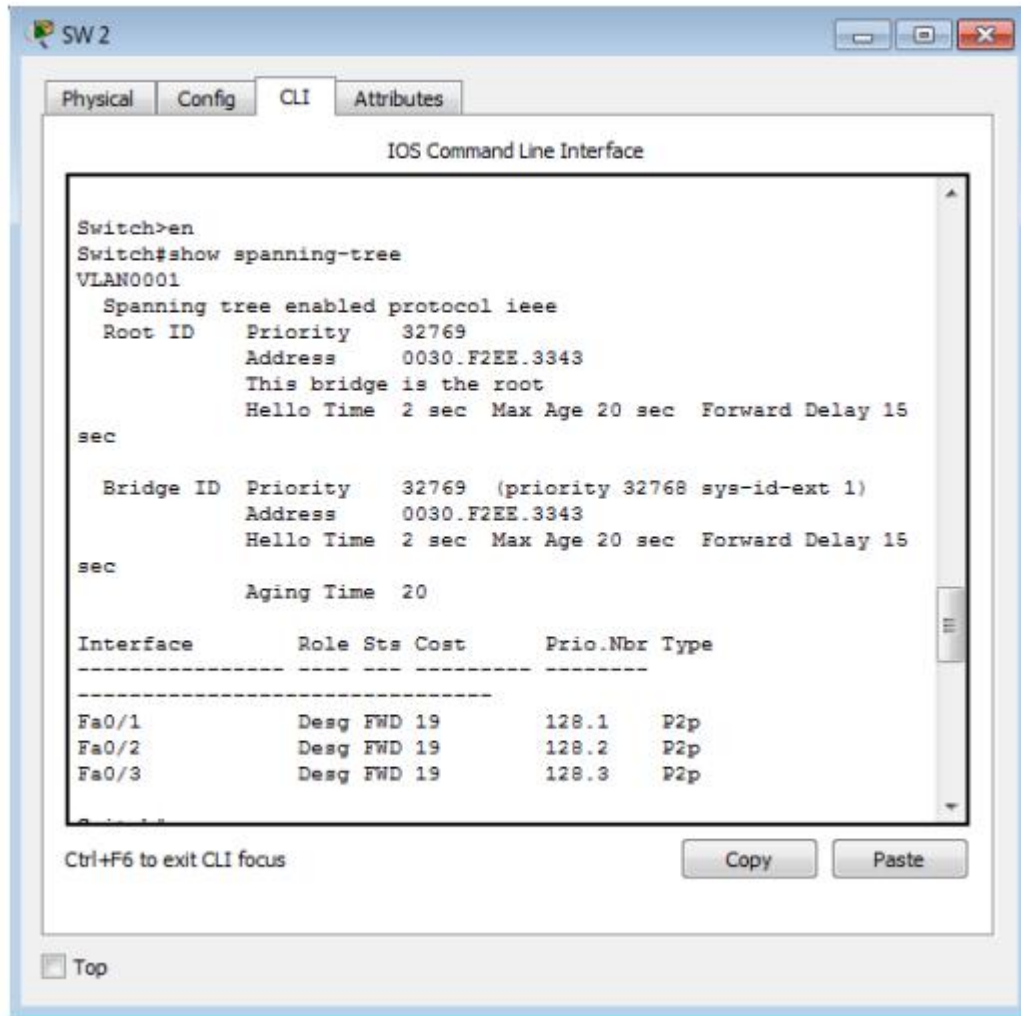 SW 2
Physical Config CLI Attributes
IOS Command Line Interface
Switch>en
Switch#show spanning-tree
VLAN0001
Spanning tree enabled protocol ieee
Root ID Priority 32769
Address 0030.F2EE.3343
This bridge is the root
Hello Time 2 sec Max Age 20 sec Forward Delay 15
sec
Bridge ID Priority 32769 (priority 32768 sys-id-ext 1)
Address 0030.F2EE.3343
Hello Time 2 sec Max Age 20 sec Forward Delay 15
sec
Aging Time 20
Interface Role Sts Cost Prio.Nbr Type
---------------- ---- --- --------- --------
--------------------------------
Fa0/1 Desg FWD 19 128.1 P2p
Fa0/2 Desg FWD 19 128.2 P2p
Fa0/3 Desg FWD 19 128.3 P2p
Ctrl+F6 to exit CLI focus
Copy Paste
Top